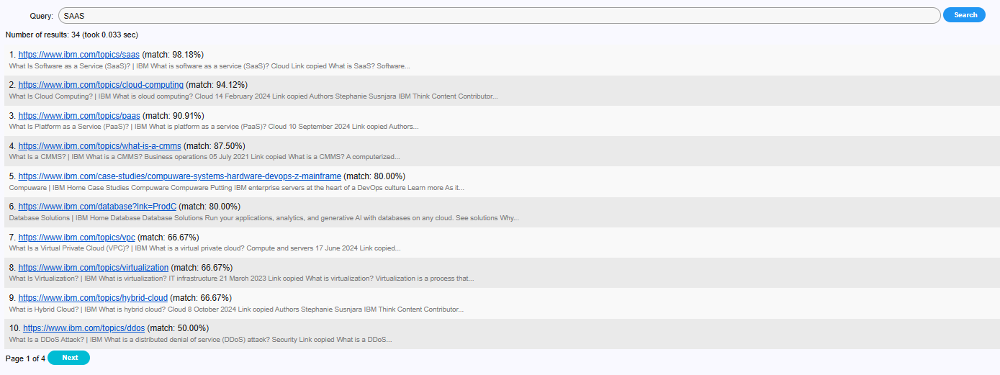 Query: SAAS Search
Number of results: 34 (took 0.033 sec)
1. https://www.ibm.com/topics/saas (match: 98.18%)
What Is Software as a Service (SaaS)? | IBM What is software as a service (SaaS)? Cloud Link copied What is SaaS? Software...
2. https://www.ibm.com/topics/cloud-computing (match: 94.12%)
What Is Cloud Computing? | IBM What is cloud computing? Cloud 14 February 2024 Link copied Authors Stephanie Susnjara IBM Think Content Contributor...
3. https://www.ibm.com/topics/paas (match: 90.91%)
What Is Platform as a Service (PaaS)? | IBM What is platform as a service (PaaS)? Cloud 10 September 2024 Link copied Authors...
4. https://www.ibm.com/topics/what-is-a-cmms (match: 87.50%)
What Is a CMMS? | IBM What is a CMMS? Business operations 05 July 2021 Link copied What is a CMMS? A computerized...
5. https://www.ibm.com/case-studies/compuware-systems-hardware-devops-z-mainframe (match: 80.00%)
Compuware | IBM Home Case Studies Compuware Compuware Putting IBM enterprise servers at the heart of a DevOps culture Learn more As it...
6. https://www.ibm.com/database?lnk=ProdC (match: 80.00%)
Database Solutions | IBM Home Database Database Solutions Run your applications, analytics, and generative AI with databases on any cloud. See solutions Why...
7. https://www.ibm.com/topics/vpc (match: 66.67%)
What Is a Virtual Private Cloud (VPC)? | IBM What is a virtual private cloud? Compute and servers 17 June 2024 Link copied...
8. https://www.ibm.com/topics/virtualization (match: 66.67%)
What Is Virtualization? | IBM What is virtualization? IT infrastructure 21 March 2023 Link copied What is virtualization? Virtualization is a process that...
9. https://www.ibm.com/topics/hybrid-cloud (match: 66.67%)
What is Hybrid Cloud? | IBM What is hybrid cloud? Cloud 8 October 2024 Link copied Authors Stephanie Susnjara IBM Think Content Contributor...
10. https://www.ibm.com/topics/ddos (match: 50.00%)
What Is a DDoS Attack? | IBM What is a distributed denial of service (DDoS) attack? Security Link copied What is a DDoS...
Page 1 of 4 Next